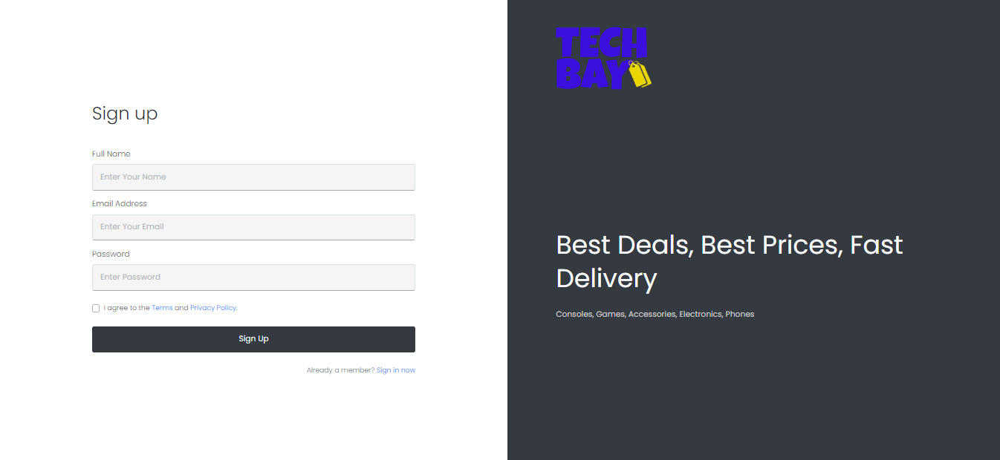 Sign up
Full Name
Enter Your Name
Email Address
Enter Your Email
Password
Enter Password
I agree to the Terms and Privacy Policy.
Sign Up
Already a member? Sign in now
TECH
BAY
Best Deals, Best Prices, Fast
Delivery
Consoles, Games, Accessories, Electronics, Phones